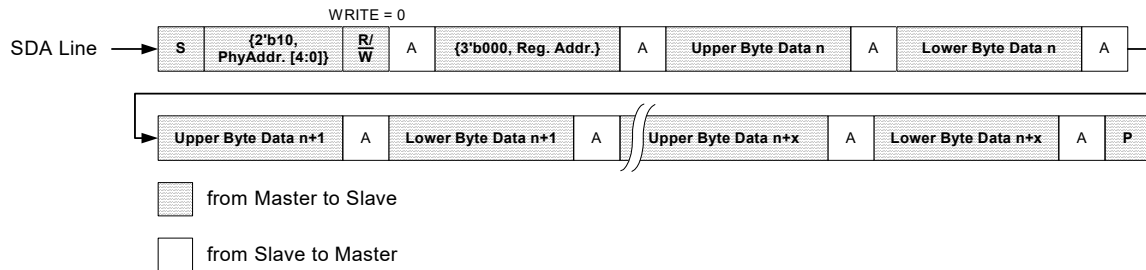 WRITE = 0
SDA Line
S
{2'b10,
PhyAddr. [4:0]}
R/
W
A
{3'b000, Reg. Addr.}
A
Upper Byte Data n
A
Lower Byte Data n
A
Upper Byte Data n+1
A
Lower Byte Data n+1
A
Upper Byte Data n+x
A
Lower Byte Data n+x
A
P
from Master to Slave
from Slave to Master